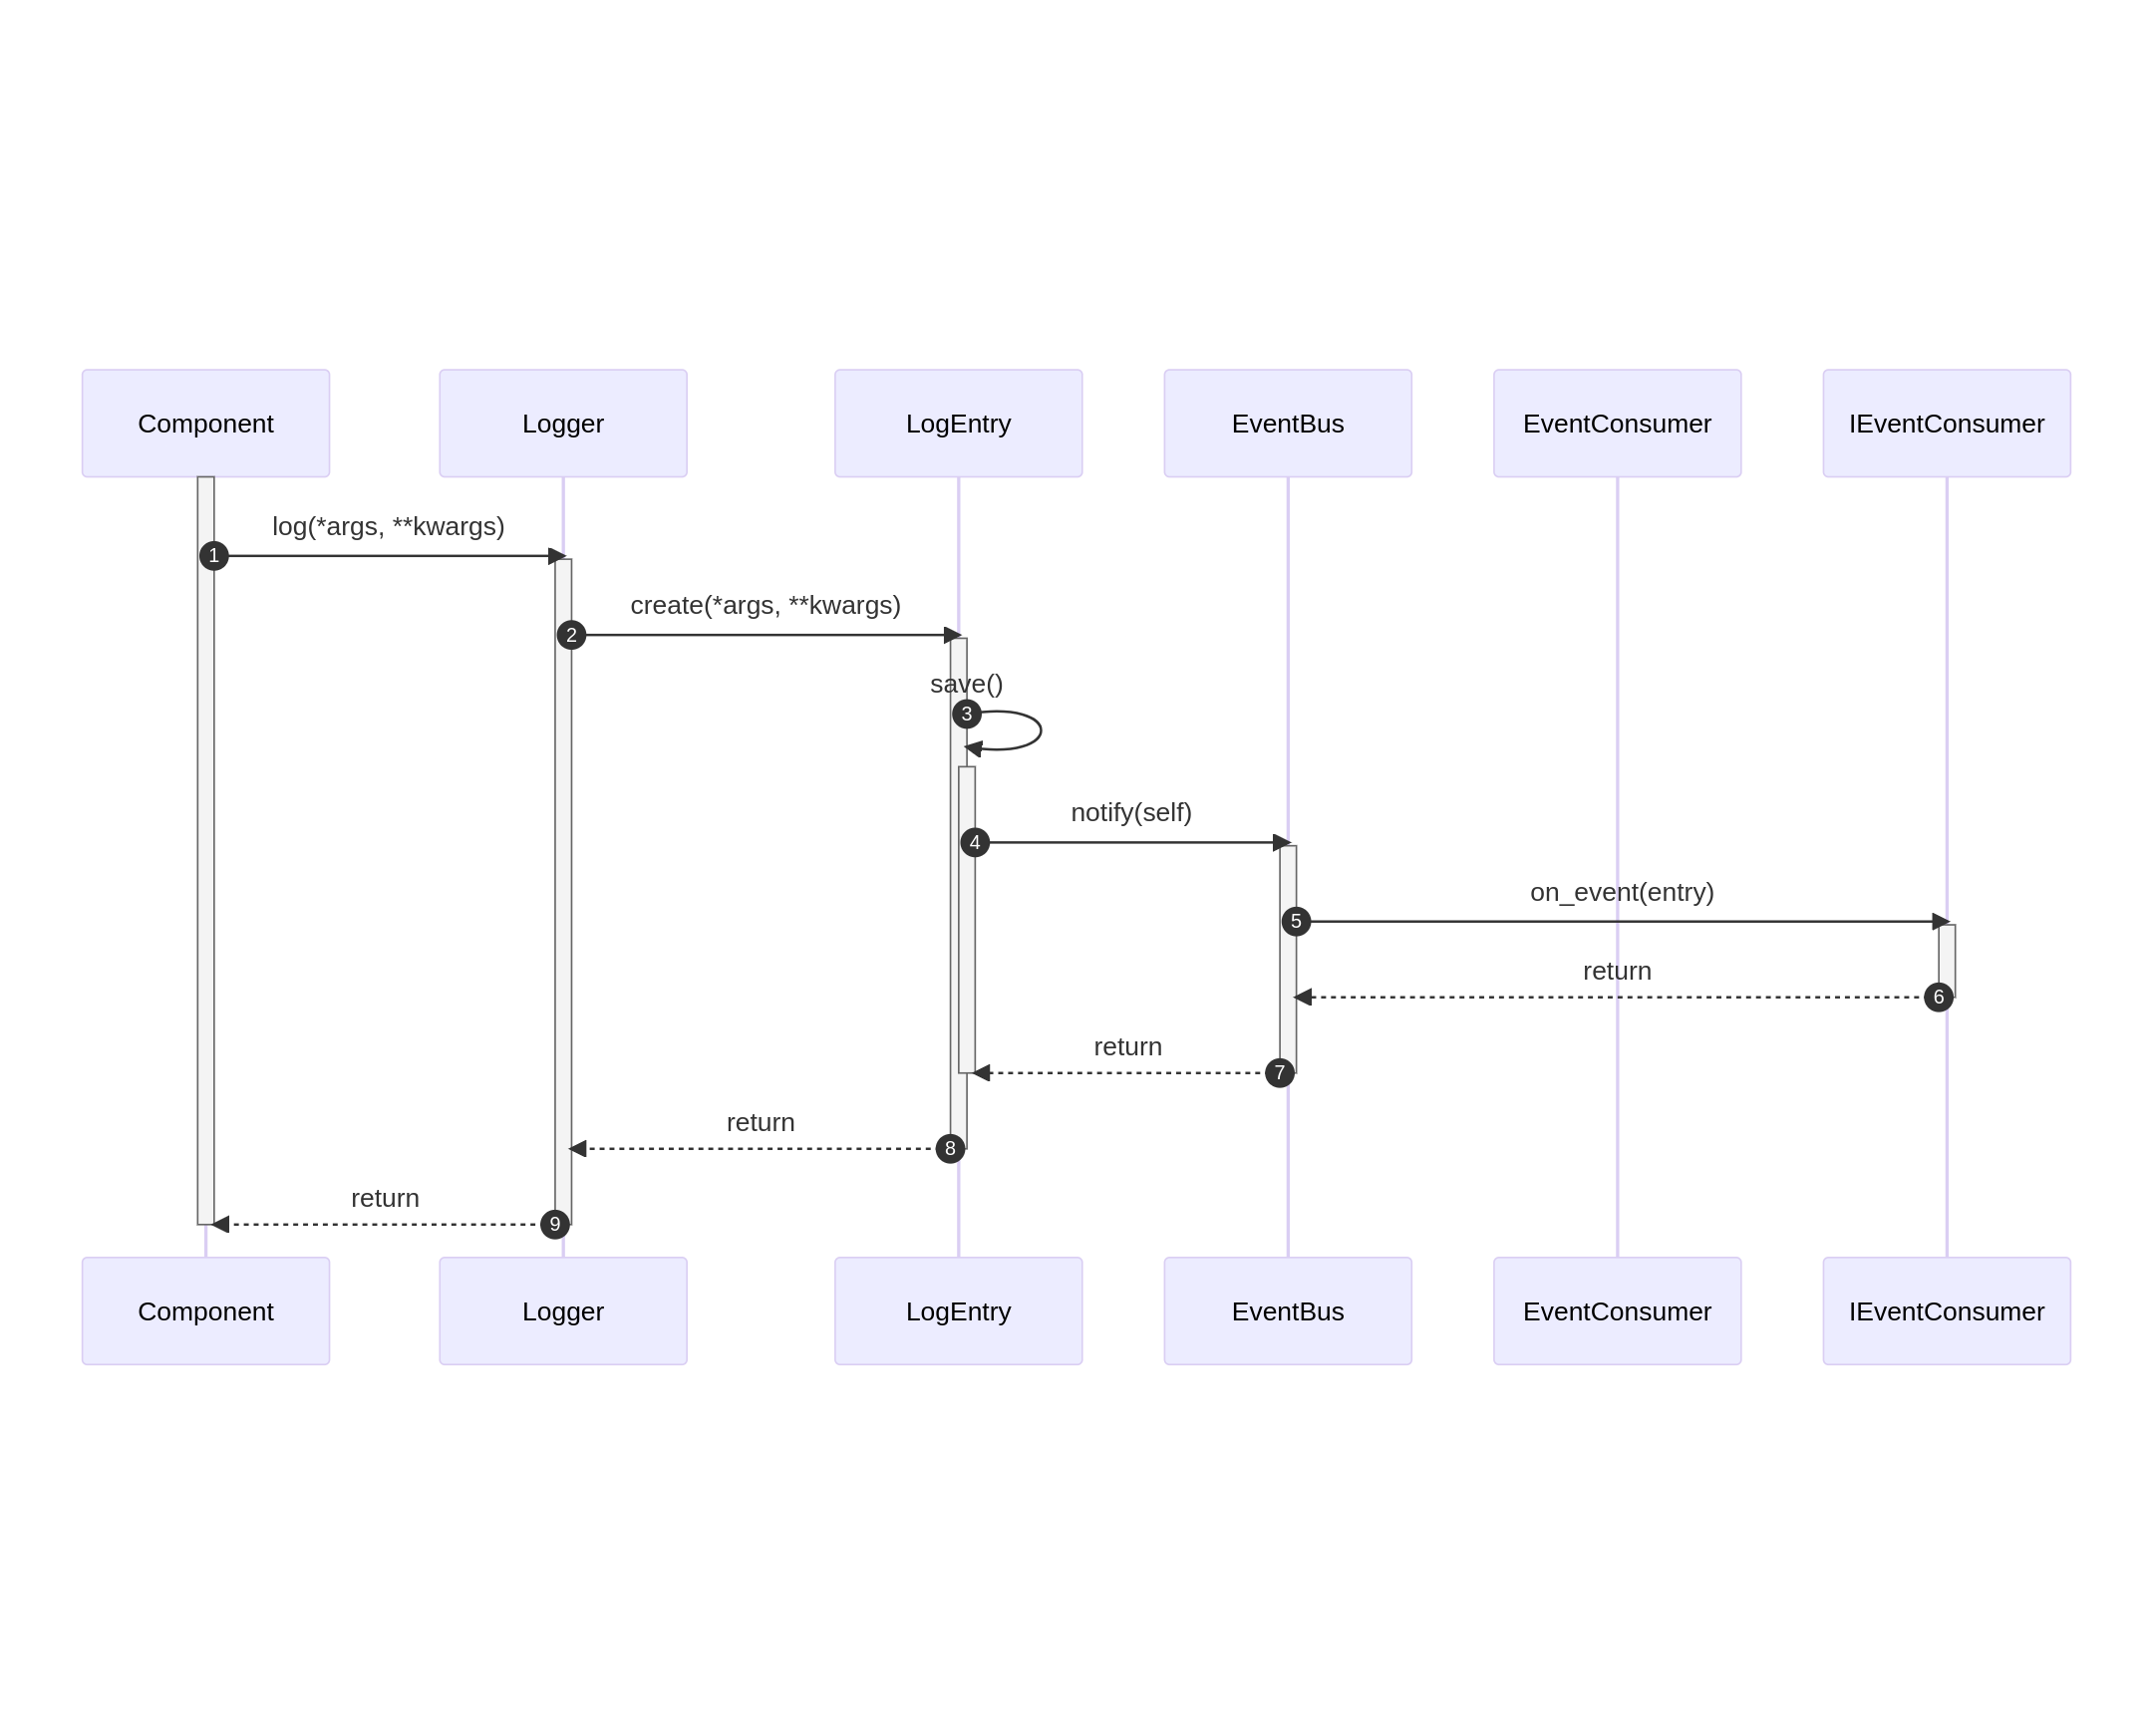 Component
Logger
LogEntry
EventBus
EventConsumer
IEventConsumer
log(*args, **kwargs)
1
create(*args, **kwargs)
2
save()
3
notify(self)
4
on_event(entry)
5
return
6
return
7
return
8
return
9
Component
Logger
LogEntry
EventBus
EventConsumer
IEventConsumer